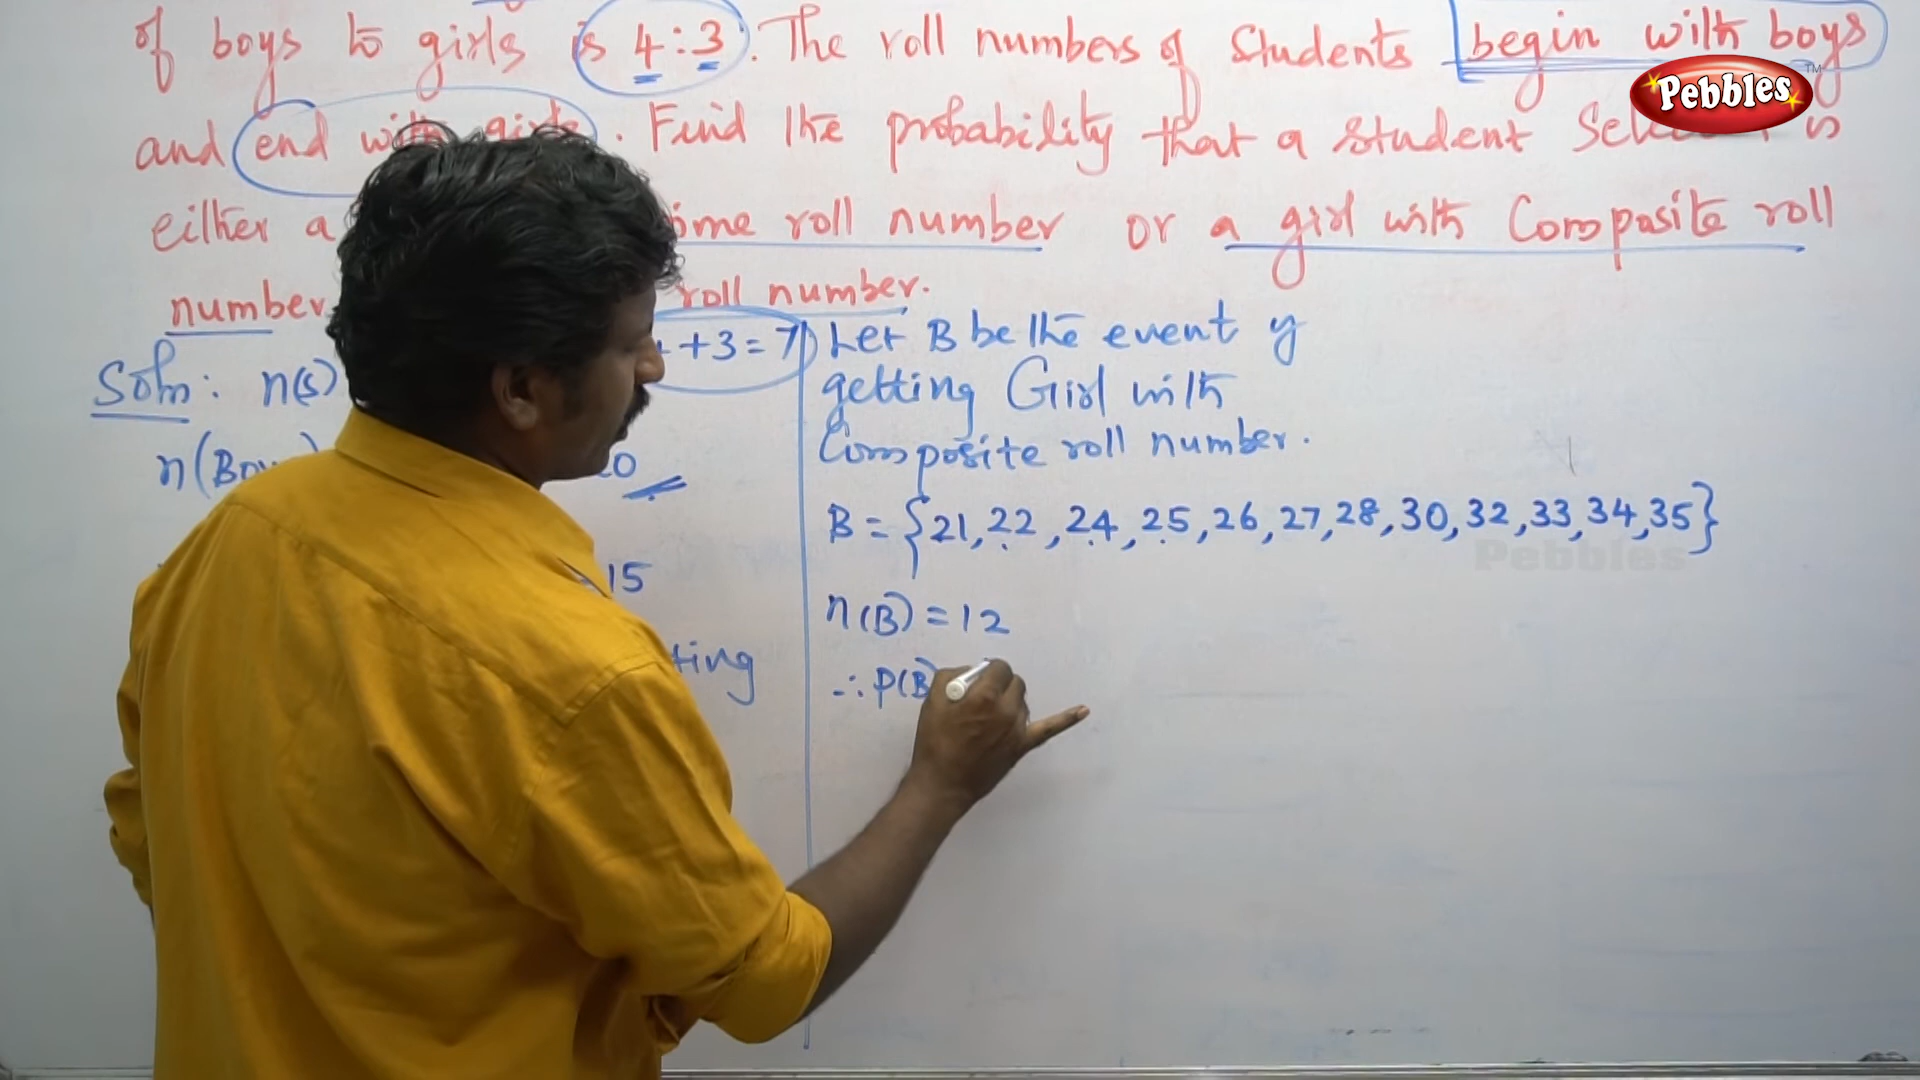 of boys to girls is 4:3. The roll numbers of students begin with boys
and end with girls. Find the probability that a student is
either a roll number or a girl with Composite roll
number roll number.
Soln: n(s) + 3 = 7
n(Boys)
15
ting
Let B be the event of
getting Girl with
Composite roll number.
B = {21, 22, 24, 25, 26, 27, 28, 30, 32, 33, 34, 35}
n(B) = 12
∴ P(B)
Pebbles™
Pebbles